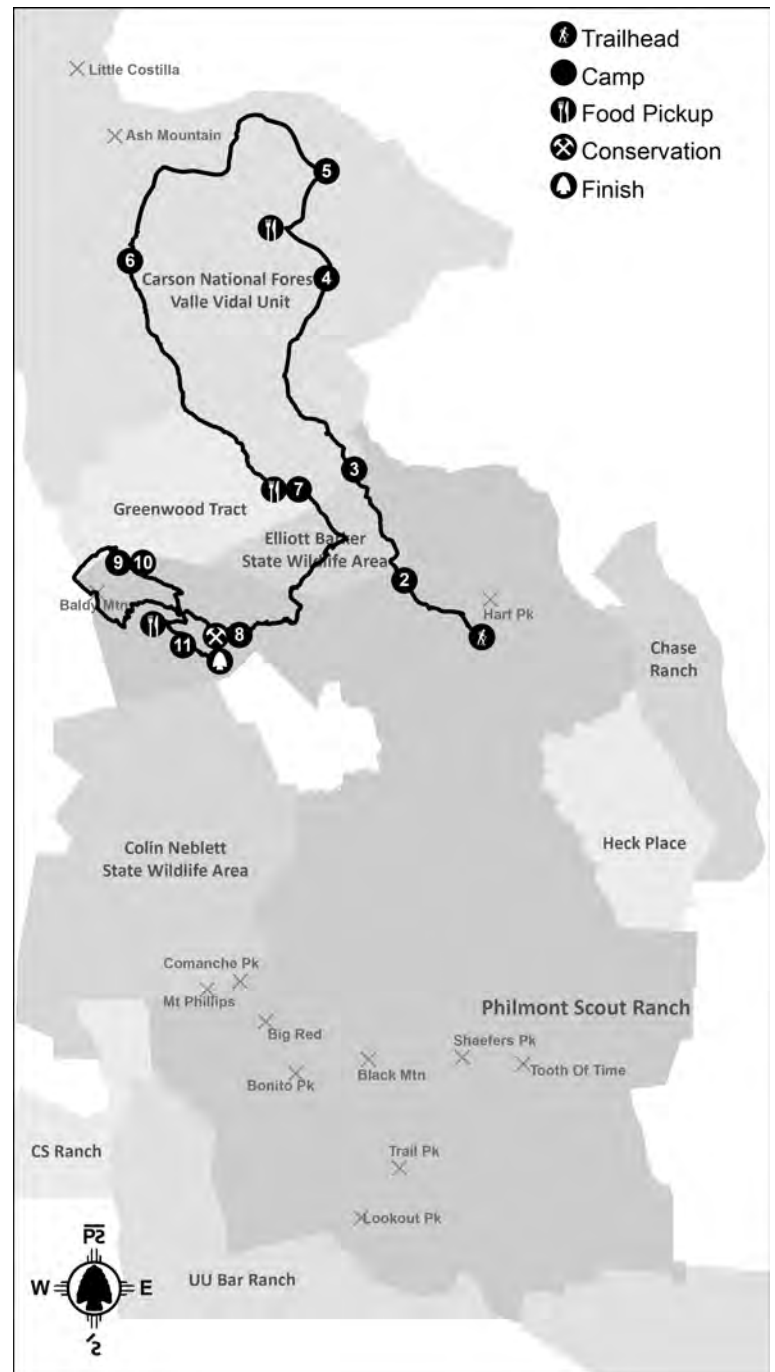 Trailhead
Camp
Food Pickup
Conservation
Finish
Little Costilla
Ash Mountain
5
6
4
Carson National Fores
Valle Vidal Unit
3
7
Greenwood Tract
Elliott Barker
State Wildlife Area
9
10
2
Baldy Mtn
Hart Pk
8
11
Chase
Ranch
Heck Place
Colin Neblett
State Wildlife Area
Comanche Pk
Mt Phillips
Philmont Scout Ranch
Big Red
Shaefers Pk
Black Mtn
Tooth Of Time
Bonito Pk
CS Ranch
Trail Pk
Lookout Pk
W
E
UU Bar Ranch